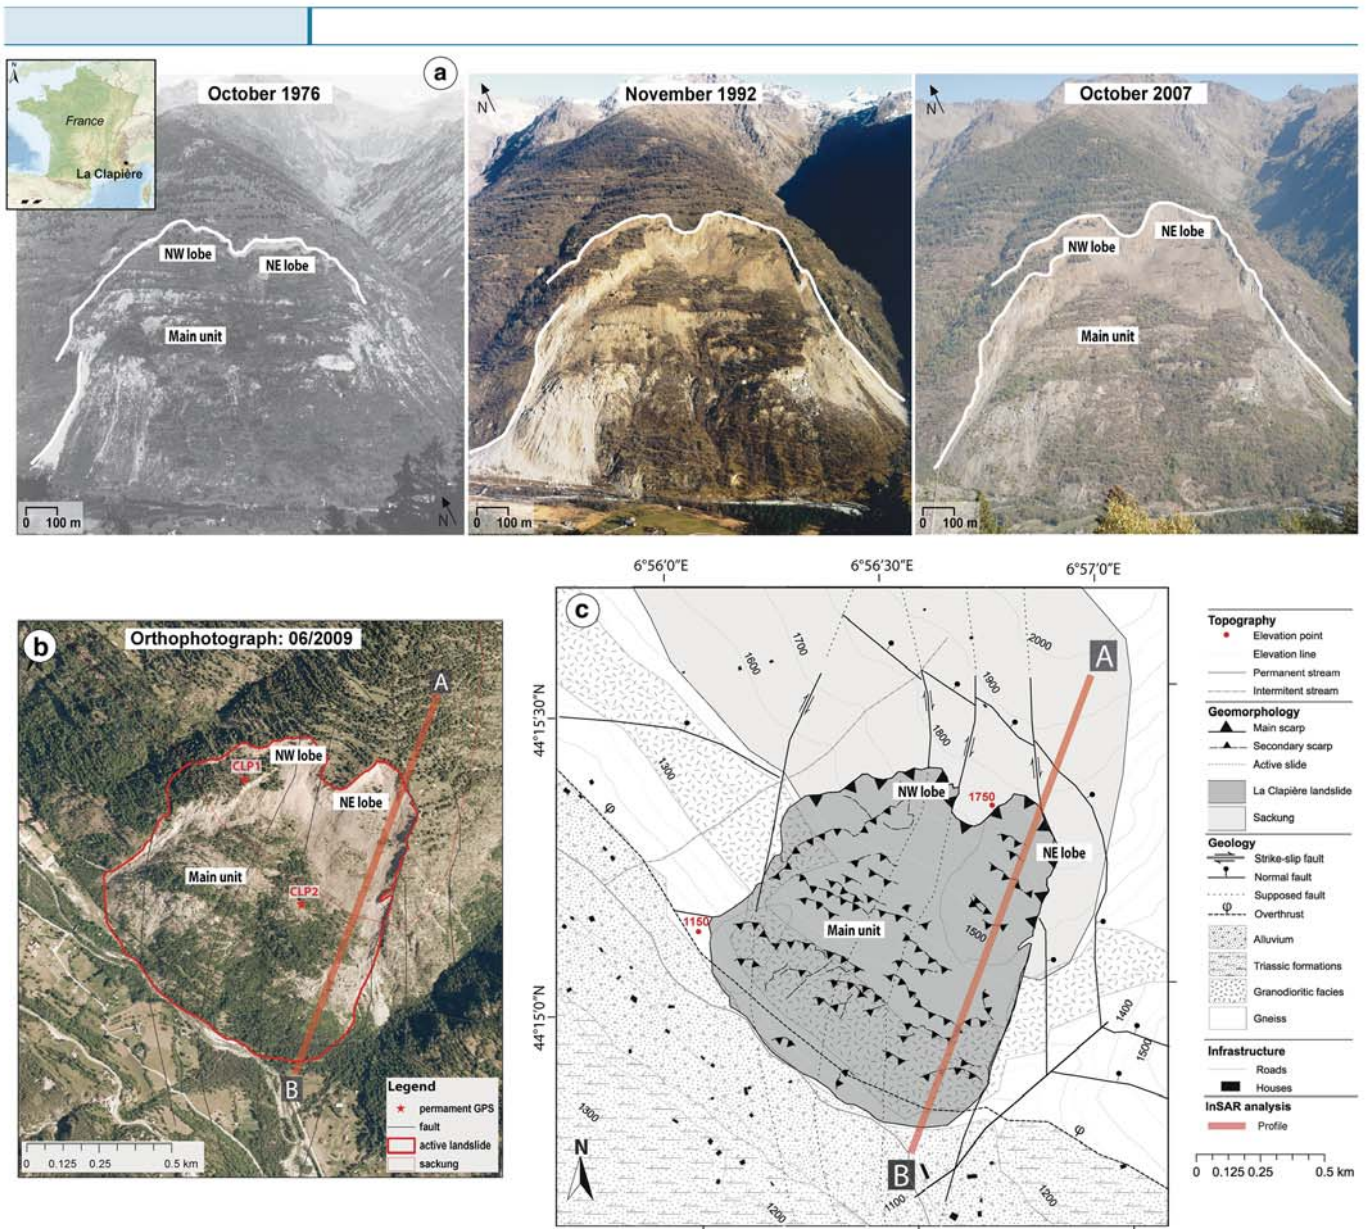 a
N
France
La Clapière
October 1976
NW lobe
NE lobe
Main unit
0 100 m
N
N
November 1992
0 100 m
N
October 2007
NW lobe
NE lobe
Main unit
0 100 m
b
Orthophotograph: 06/2009
A
NW lobe
CLP1
NE lobe
Main unit
CLP2
B
Legend
permament GPS
fault
active landslide
sackung
0 0.125 0.25 0.5 km
6°56'0"E 6°56'30"E 6°57'0"E
44°15'30"N
44°15'0"N
c
1600
1700
2000
1900
1800
1300
A
NW lobe
1750
NE lobe
1150
Main unit
1500
φ
1400
1500
1300
φ
B
1100
1200
1200
N
Topography
Elevation point
Elevation line
Permanent stream
Intermitent stream
Geomorphology
Main scarp
Secondary scarp
Active slide
La Clapière landslide
Sackung
Geology
Strike-slip fault
Normal fault
Supposed fault
φ
Overthrust
Alluvium
Triassic formations
Granodioritic facies
Gneiss
Infrastructure
Roads
Houses
InSAR analysis
Profile
0 0.125 0.25 0.5 km